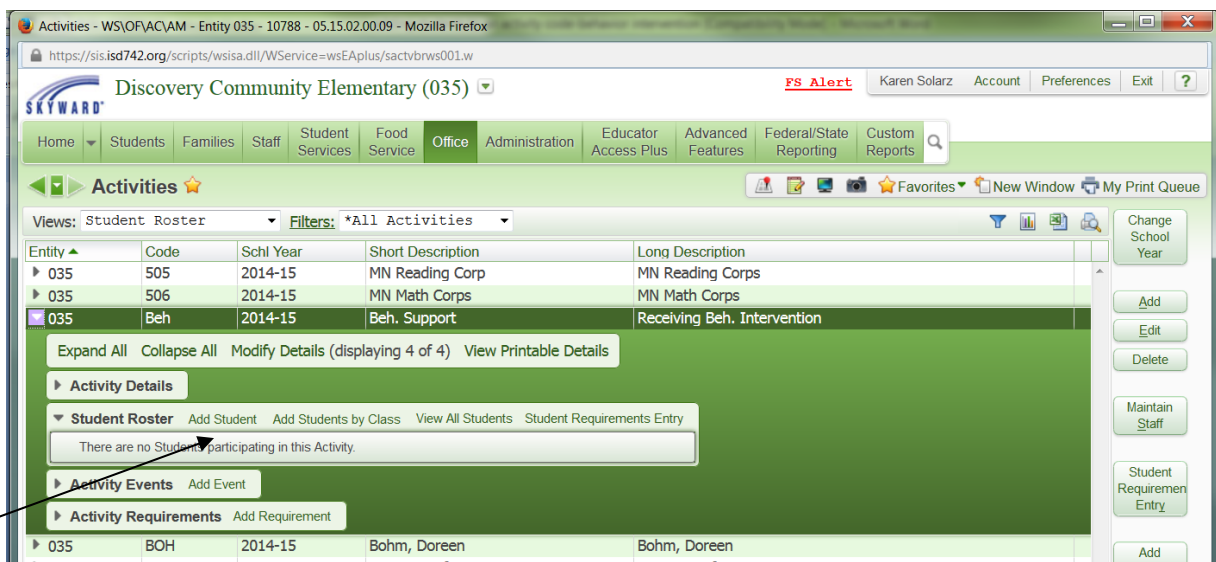 Activities - WS\OF\AC\AM - Entity 035 - 10788 - 05.15.02.00.09 - Mozilla Firefox
https://sis.isd742.org/scripts/wsisa.dll/WService=wsEAplus/sactvbrws001.w
SKYWARD Discovery Community Elementary (035) FS Alert Karen Solarz Account Preferences Exit ?
Home Students Families Staff Student Services Food Service Office Administration Educator Access Plus Advanced Features Federal/State Reporting Custom Reports
Activities Favorites New Window My Print Queue
Views: Student Roster Filters: *All Activities
Change School Year
Entity Code Schl Year Short Description Long Description
035 505 2014-15 MN Reading Corp MN Reading Corps
035 506 2014-15 MN Math Corps MN Math Corps
Add
035 Beh 2014-15 Beh. Support Receiving Beh. Intervention
Edit
Expand All Collapse All Modify Details (displaying 4 of 4) View Printable Details
Delete
Activity Details
Student Roster Add Student Add Students by Class View All Students Student Requirements Entry
Maintain Staff
There are no Students participating in this Activity.
Activity Events Add Event
Student Requiremen Entry
Activity Requirements Add Requirement
035 BOH 2014-15 Bohm, Doreen Bohm, Doreen
Add